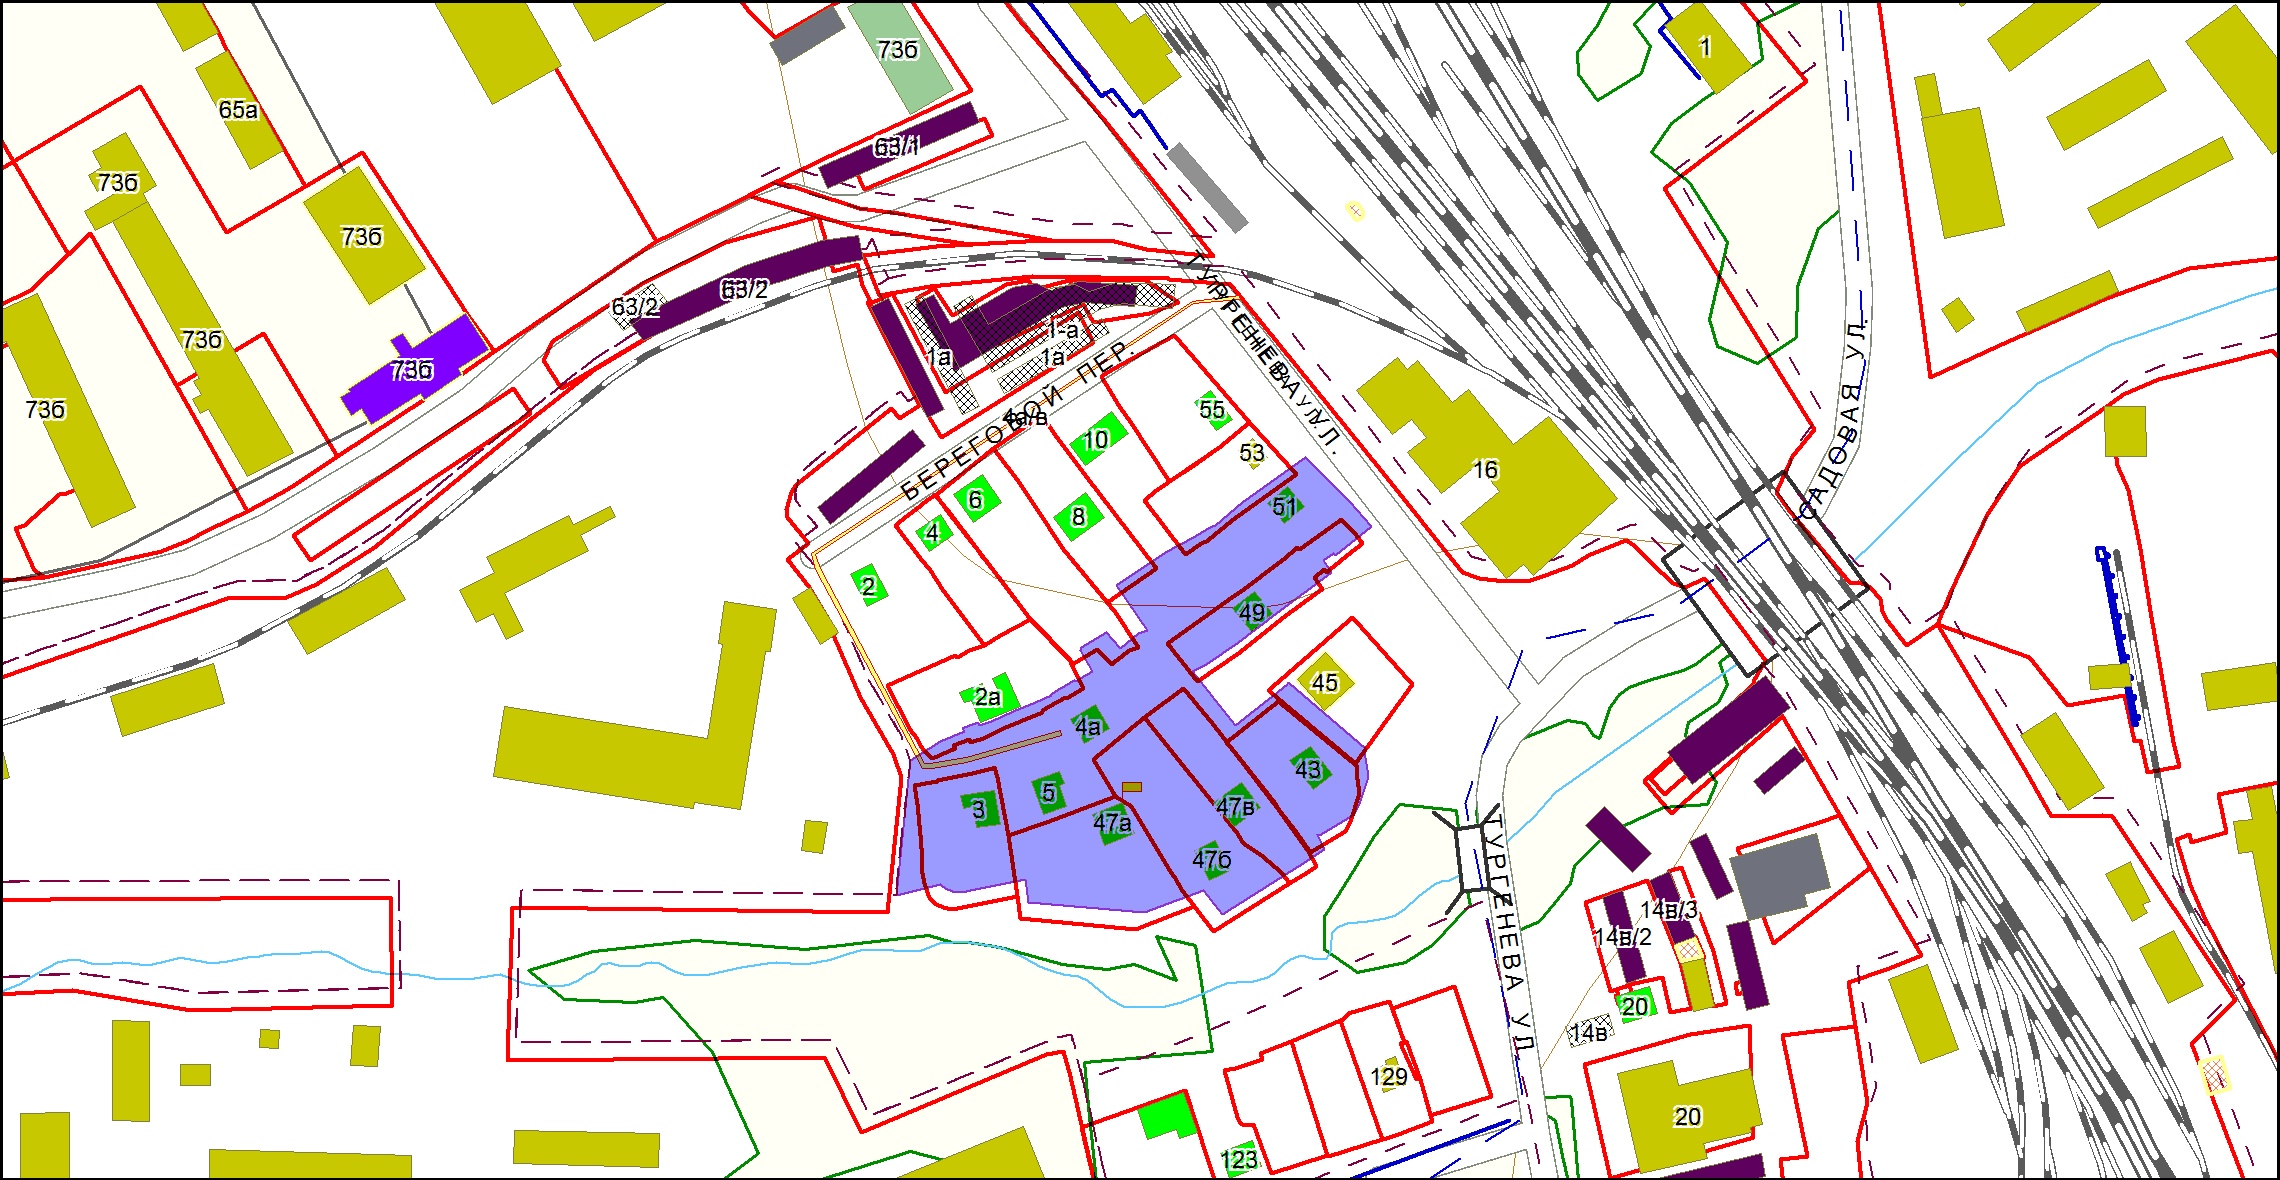 73б
1
65а
63/1
73б
73б
ТУРГЕНЕВА УЛ.
63/2
63/2
1-а
1а
1а
73б
73б
73б
БЕРЕГОВОЙ ПЕР.
САДОВАЯ УЛ.
55
10
53
16
6
51
8
4
2
49
45
2а
4а
43
5
3
47в
47а
47б
ТУРГЕНЕВА УЛ
14в/3
14в/2
20
14в
129
20
123